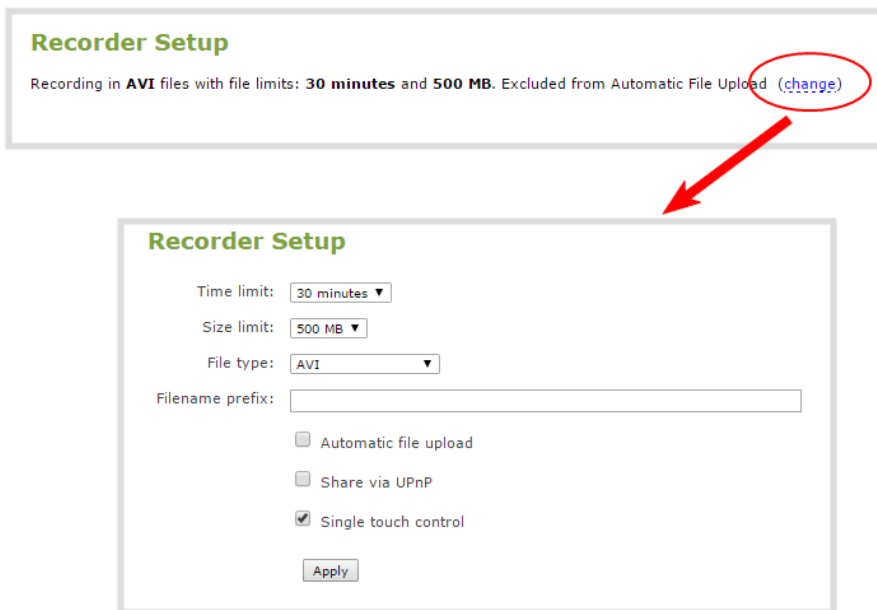 Recorder Setup
Recording in AVI files with file limits: 30 minutes and 500 MB. Excluded from Automatic File Upload (change)
Recorder Setup
Time limit: 30 minutes ▼
Size limit: 500 MB ▼
File type: AVI ▼
Filename prefix:
Automatic file upload
Share via UPnP
Single touch control
Apply